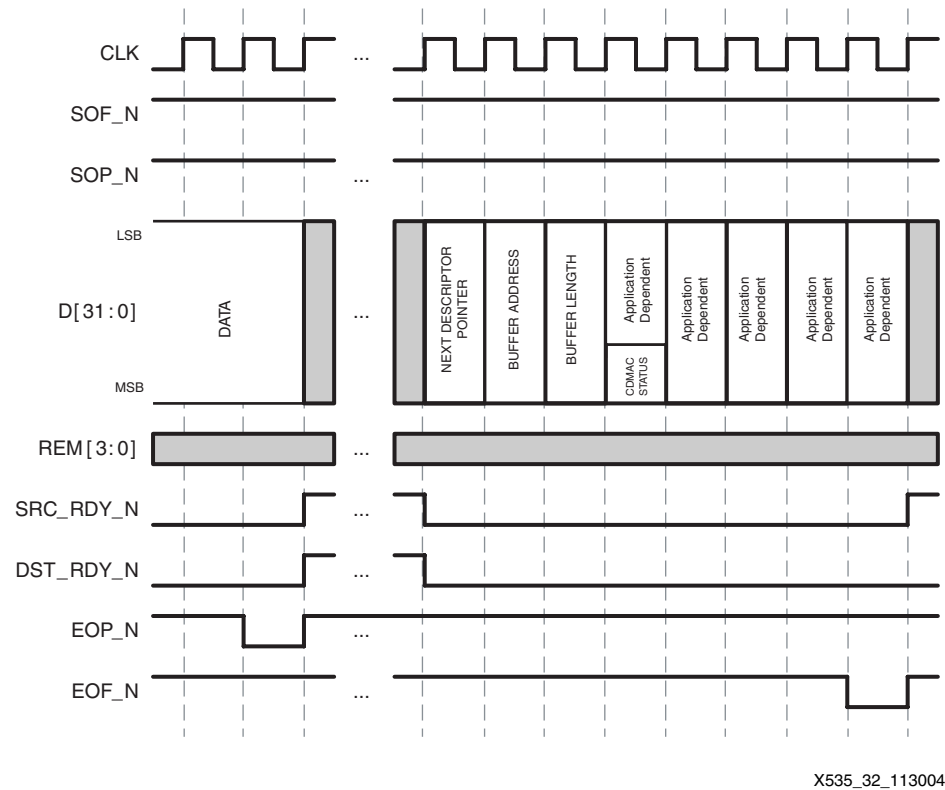 CLK
...
SOF_N
SOP_N
...
LSB
D[31:0]
MSB
DATA
...
NEXT DESCRIPTOR
POINTER
BUFFER ADDRESS
BUFFER LENGTH
Application
Dependent
CDMAC
STATUS
Application
Dependent
Application
Dependent
Application
Dependent
Application
Dependent
REM[3:0]
...
SRC_RDY_N
...
DST_RDY_N
...
EOP_N
...
EOF_N
...
X535_32_113004